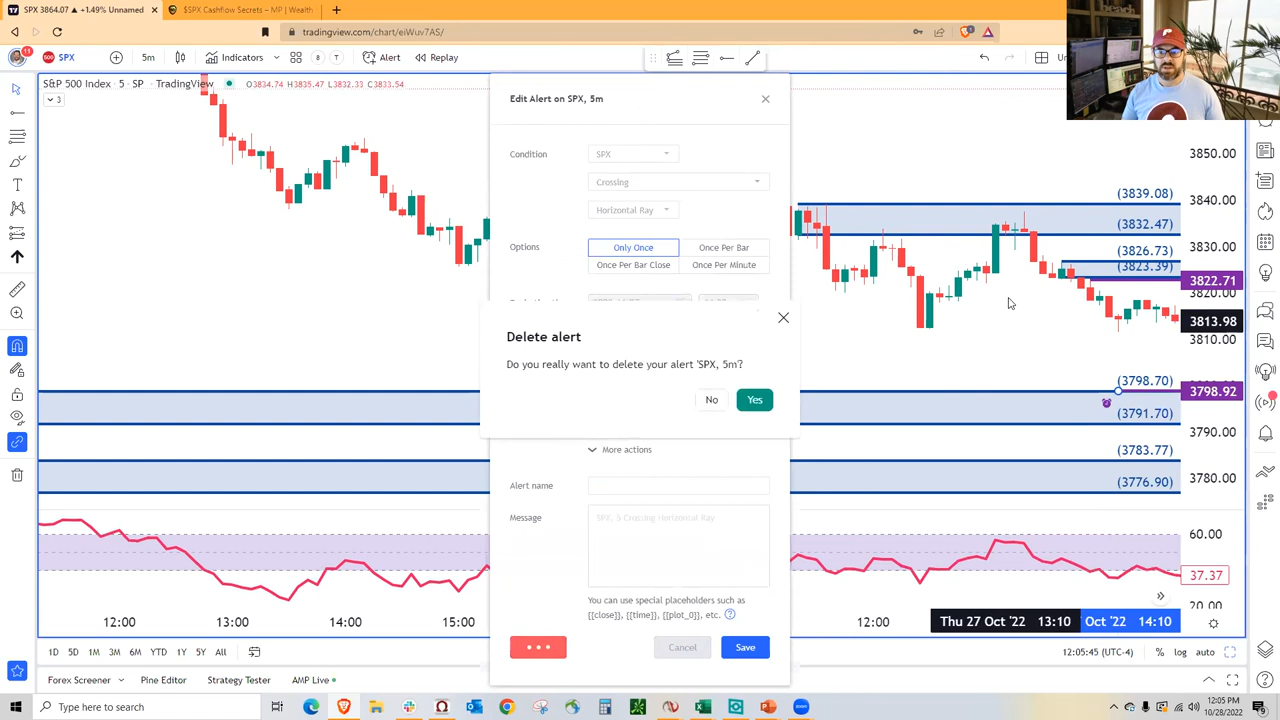 SPX 3864.07 ▲ +1.49% Unnamed
$SPX Cashflow Secrets – MP | Wealth
tradingview.com/chart/eiWuv7AS/
11 SPX 5m Indicators Alert Replay
S&P 500 Index · 5 · SP · TradingView O3834.74 H3835.47 L3832.33 C3833.54
3
Edit Alert on SPX, 5m
Condition SPX
Crossing
Horizontal Ray
Options Only Once Once Per Bar
Once Per Bar Close Once Per Minute
Delete alert
Do you really want to delete your alert 'SPX, 5m'?
No Yes
More actions
Alert name
Message SPX, 5 Crossing Horizontal Ray
You can use special placeholders such as
{{close}}, {{time}}, {{plot_0}}, etc.
Cancel Save
3850.00
(3839.08) 3840.00
(3832.47) 3830.00
(3826.73)
(3823.39)
3822.71
3820.00
3813.98
3810.00
(3798.70)
3798.92
(3791.70) 3790.00
(3783.77)
3780.00
(3776.90)
60.00
37.37
20.00
12:00 13:00 14:00 15:00 12:00 Thu 27 Oct '22 13:10 Oct '22 14:10
1D 5D 1M 3M 6M YTD 1Y 5Y All 12:05:45 (UTC-4) % log auto
Forex Screener Pine Editor Strategy Tester AMP Live
Type here to search
12:05 PM
10/28/2022